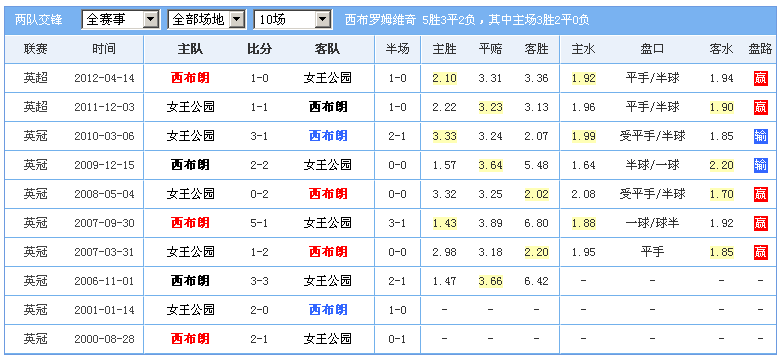 两队交锋 全赛事 全部场地 10场 西布罗姆维奇 5胜3平2负，其中主场3胜2平0负
联赛 时间 主队 比分 客队 半场 主胜 平赔 客胜 主水 盘口 客水 盘路
英超 2012-04-14 西布朗 1-0 女王公园 1-0 2.10 3.31 3.36 1.92 平手/半球 1.94 赢
英超 2011-12-03 女王公园 1-1 西布朗 1-0 2.22 3.23 3.13 1.96 平手/半球 1.90 赢
英冠 2010-03-06 女王公园 3-1 西布朗 2-1 3.33 3.24 2.07 1.99 受平手/半球 1.85 输
英冠 2009-12-15 西布朗 2-2 女王公园 0-0 1.57 3.64 5.48 1.64 半球/一球 2.20 输
英冠 2008-05-04 女王公园 0-2 西布朗 0-0 3.32 3.25 2.02 2.08 受平手/半球 1.70 赢
英冠 2007-09-30 西布朗 5-1 女王公园 3-1 1.43 3.89 6.80 1.88 一球/球半 1.92 赢
英冠 2007-03-31 女王公园 1-2 西布朗 0-0 2.98 3.18 2.20 1.95 平手 1.85 赢
英冠 2006-11-01 西布朗 3-3 女王公园 2-1 1.47 3.66 6.42 - - - -
英冠 2001-01-14 女王公园 2-0 西布朗 1-0 - - - - - - -
英冠 2000-08-28 西布朗 2-1 女王公园 0-1 - - - - - - -